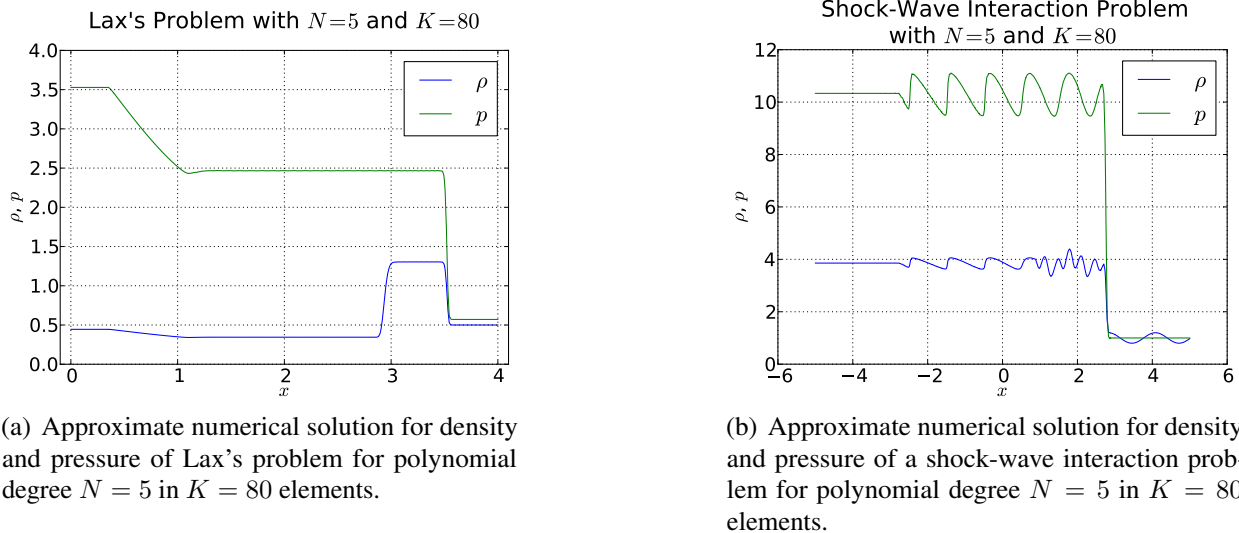 Lax's Problem with N=5 and K=80
4.0
3.5
3.0
2.5
2.0
1.5
1.0
0.5
0.0
ρ, p
0
1
2
3
4
x
ρ
p
(a) Approximate numerical solution for density
and pressure of Lax's problem for polynomial
degree N = 5 in K = 80 elements.
Shock-Wave Interaction Problem
with N=5 and K=80
12
10
8
6
4
2
0
ρ, p
−6
−4
−2
0
2
4
6
x
ρ
p
(b) Approximate numerical solution for density
and pressure of a shock-wave interaction prob-
lem for polynomial degree N = 5 in K = 80
elements.